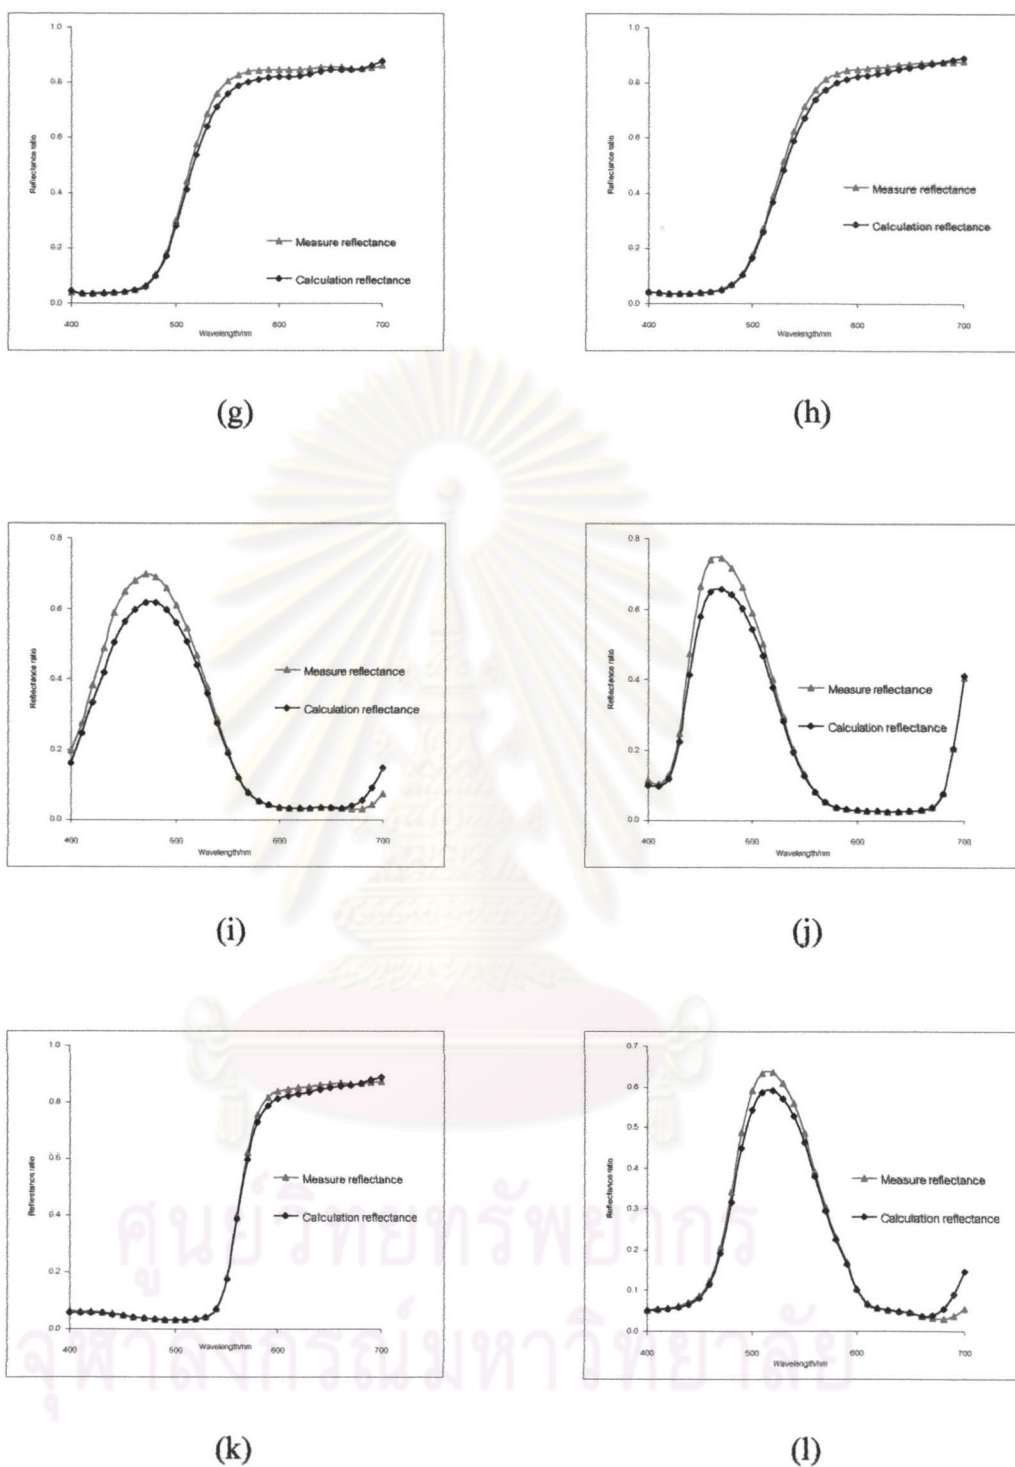 1.0
0.8
0.6
0.4
0.2
0.0
Reflectance ratio
400
500
600
700
Wavelength/nm
Measure reflectance
Calculation reflectance
(g)
1.0
0.8
0.6
0.4
0.2
0.0
Reflectance ratio
400
500
600
700
Wavelength/nm
Measure reflectance
Calculation reflectance
(h)
0.8
0.6
0.4
0.2
0.0
Reflectance ratio
400
500
600
700
Wavelength/nm
Measure reflectance
Calculation reflectance
(i)
0.8
0.6
0.4
0.2
0.0
Reflectance ratio
400
500
600
700
Wavelength/nm
Measure reflectance
Calculation reflectance
(j)
1.0
0.8
0.6
0.4
0.2
0.0
Reflectance ratio
400
500
600
700
Wavelength/nm
Measure reflectance
Calculation reflectance
(k)
0.7
0.6
0.5
0.4
0.3
0.2
0.1
0.0
Reflectance ratio
400
500
600
700
Wavelength/nm
Measure reflectance
Calculation reflectance
(l)
ศูนย์วิทยทรัพยากร
จุฬาลงกรณ์มหาวิทยาลัย